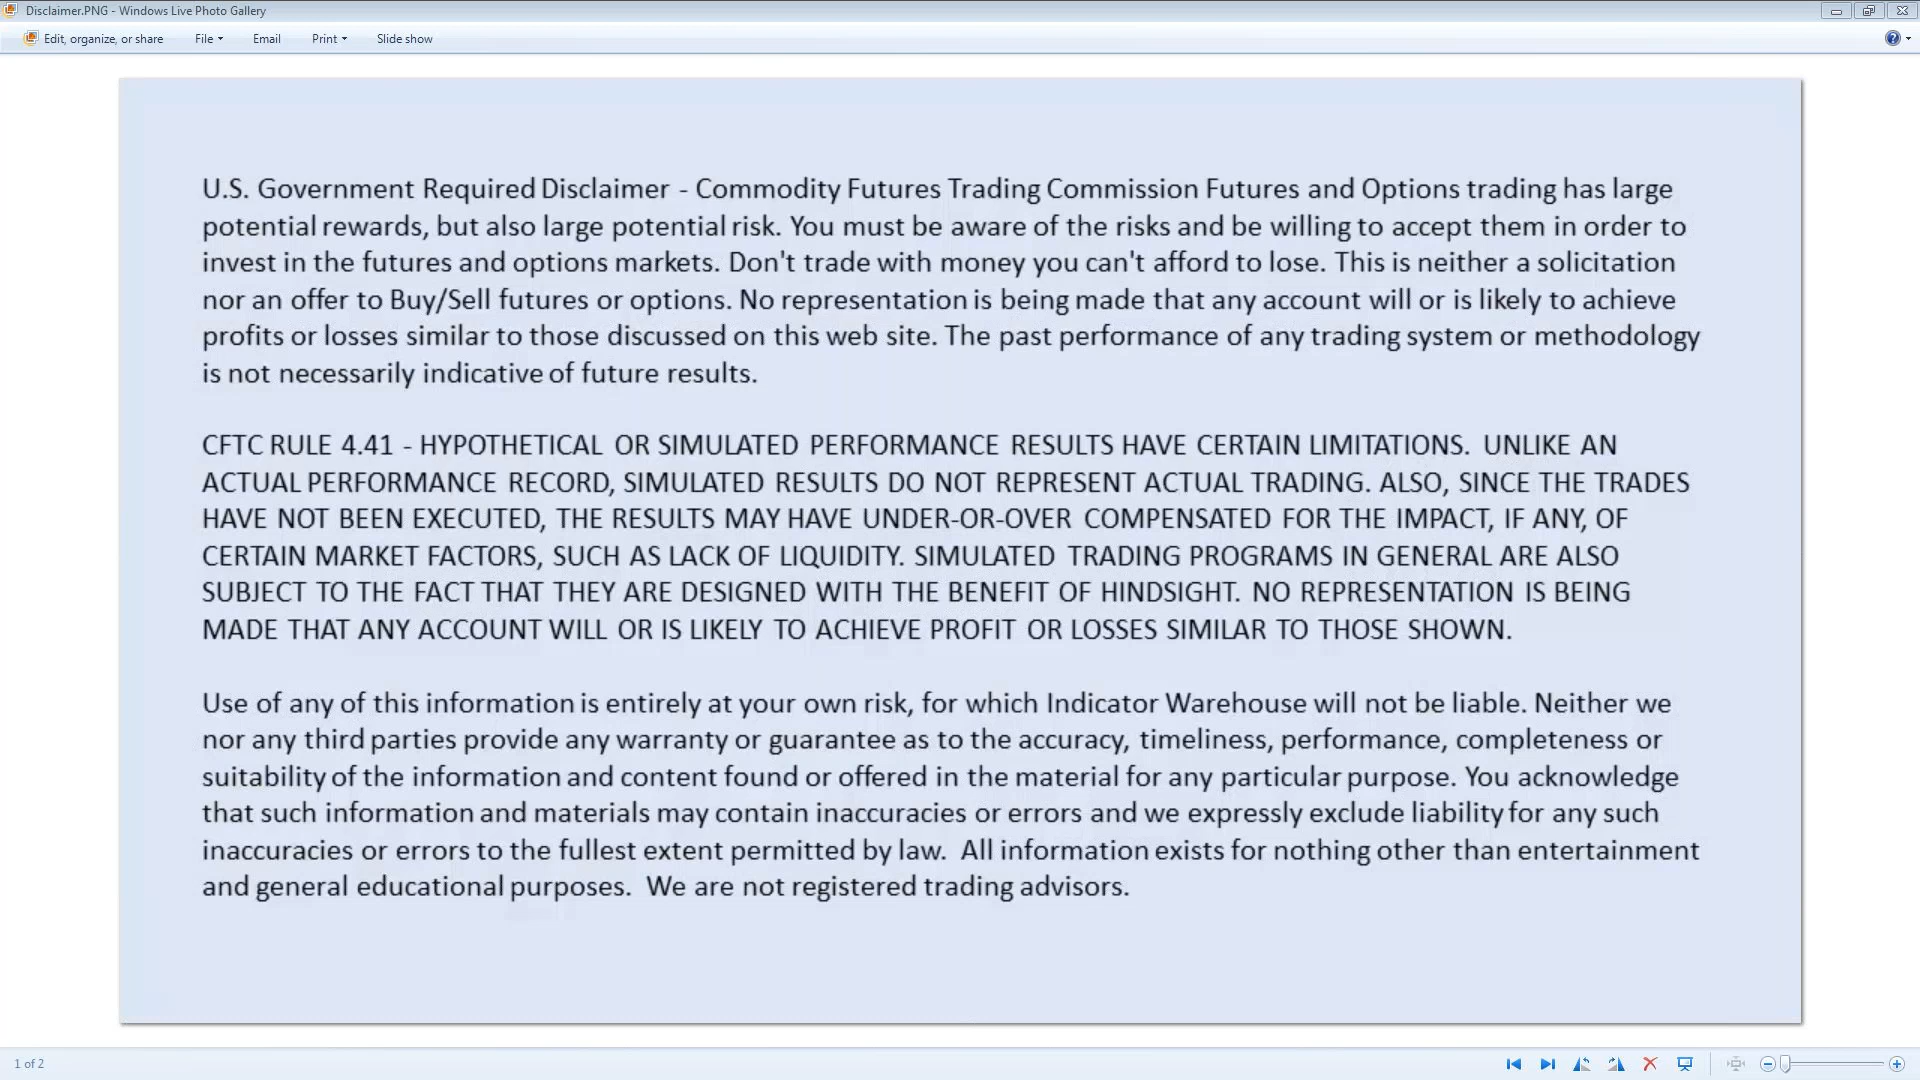 Disclaimer.PNG - Windows Live Photo Gallery
Edit, organize, or share File Email Print Slide show
U.S. Government Required Disclaimer - Commodity Futures Trading Commission Futures and Options trading has large
potential rewards, but also large potential risk. You must be aware of the risks and be willing to accept them in order to
invest in the futures and options markets. Don't trade with money you can't afford to lose. This is neither a solicitation
nor an offer to Buy/Sell futures or options. No representation is being made that any account will or is likely to achieve
profits or losses similar to those discussed on this web site. The past performance of any trading system or methodology
is not necessarily indicative of future results.
CFTC RULE 4.41 - HYPOTHETICAL OR SIMULATED PERFORMANCE RESULTS HAVE CERTAIN LIMITATIONS. UNLIKE AN
ACTUAL PERFORMANCE RECORD, SIMULATED RESULTS DO NOT REPRESENT ACTUAL TRADING. ALSO, SINCE THE TRADES
HAVE NOT BEEN EXECUTED, THE RESULTS MAY HAVE UNDER-OR-OVER COMPENSATED FOR THE IMPACT, IF ANY, OF
CERTAIN MARKET FACTORS, SUCH AS LACK OF LIQUIDITY. SIMULATED TRADING PROGRAMS IN GENERAL ARE ALSO
SUBJECT TO THE FACT THAT THEY ARE DESIGNED WITH THE BENEFIT OF HINDSIGHT. NO REPRESENTATION IS BEING
MADE THAT ANY ACCOUNT WILL OR IS LIKELY TO ACHIEVE PROFIT OR LOSSES SIMILAR TO THOSE SHOWN.
Use of any of this information is entirely at your own risk, for which Indicator Warehouse will not be liable. Neither we
nor any third parties provide any warranty or guarantee as to the accuracy, timeliness, performance, completeness or
suitability of the information and content found or offered in the material for any particular purpose. You acknowledge
that such information and materials may contain inaccuracies or errors and we expressly exclude liability for any such
inaccuracies or errors to the fullest extent permitted by law. All information exists for nothing other than entertainment
and general educational purposes. We are not registered trading advisors.
1 of 2